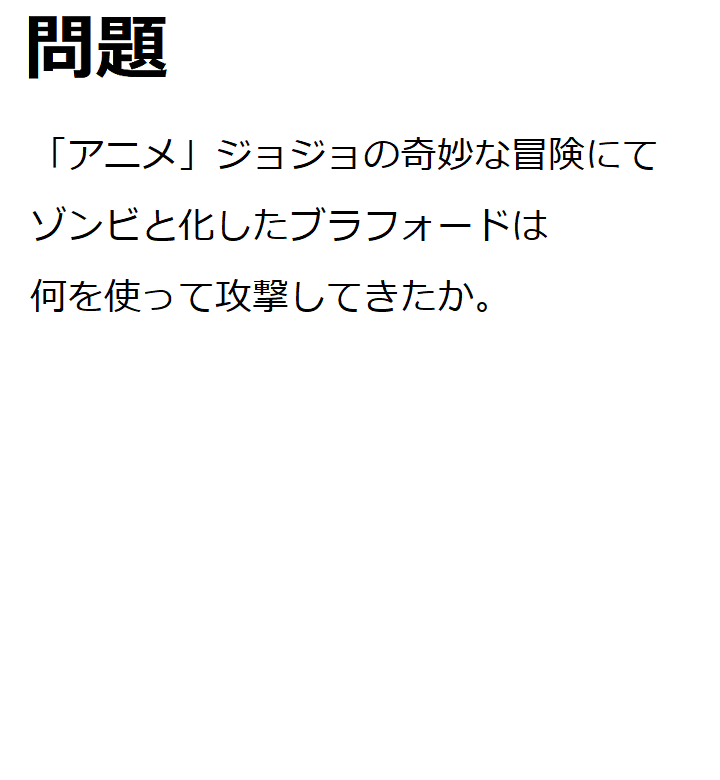 問題
「アニメ」ジョジョの奇妙な冒険にて
ゾンビと化したブラフォードは
何を使って攻撃してきたか。